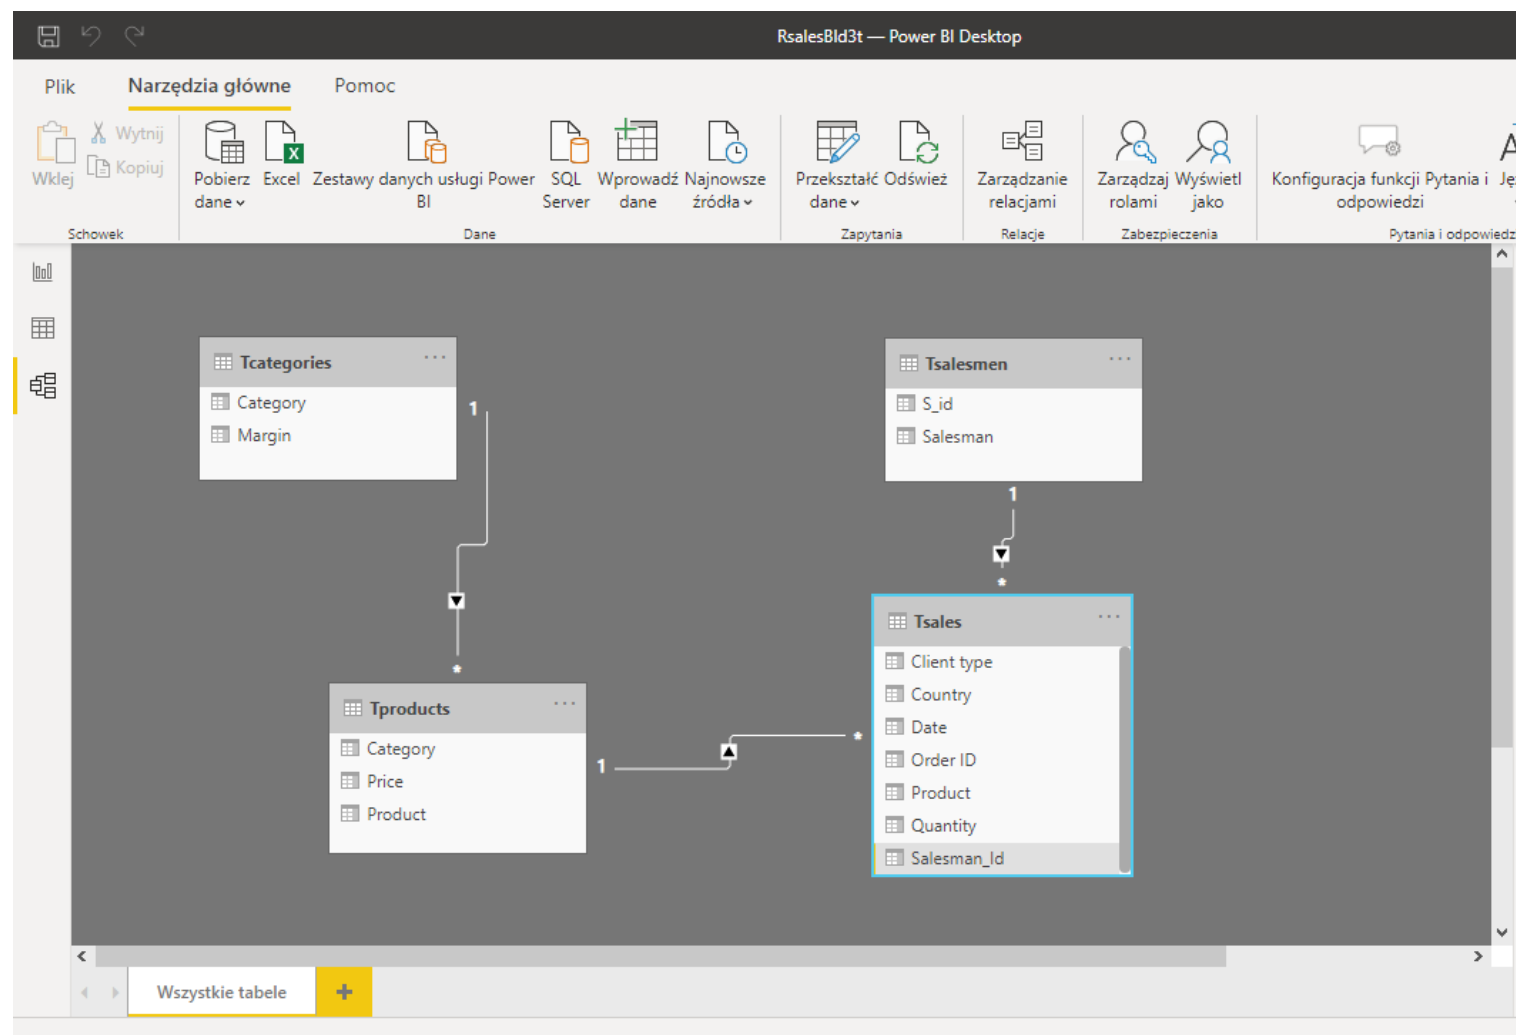 RsalesBId3t — Power BI Desktop
Plik Narzędzia główne Pomoc
Wklej
Wytnij
Kopiuj
Schowek
Pobierz dane
Excel
Zestawy danych usługi Power BI
SQL Server
Wprowadź dane
Najnowsze źródła
Dane
Przekształć dane
Odśwież
Zapytania
Zarządzanie relacjami
Relacje
Zarządzaj rolami
Wyświetl jako
Zabezpieczenia
Konfiguracja funkcji Pytania i odpowiedzi
Pytania i odpowiedz
Tcategories
Category
Margin
1
*
Tsalesmen
S_id
Salesman
1
*
Tproducts
Category
Price
Product
1
*
Tsales
Client type
Country
Date
Order ID
Product
Quantity
Salesman_Id
Wszystkie tabele